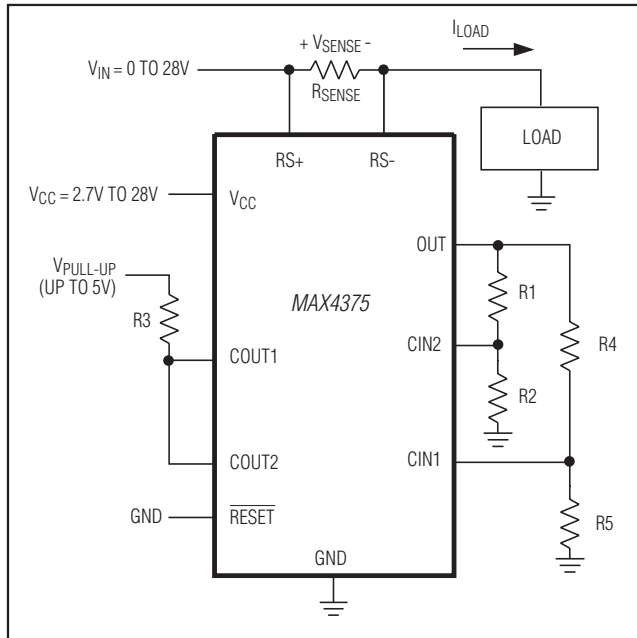 I_LOAD
+ V_SENSE -
V_IN = 0 TO 28V
R_SENSE
LOAD
RS+ RS-
V_CC = 2.7V TO 28V
V_CC
OUT
V_PULL-UP
(UP TO 5V)
R1
MAX4375
R3
R4
COUT1
CIN2
R2
COUT2
CIN1
GND
RESET
R5
GND